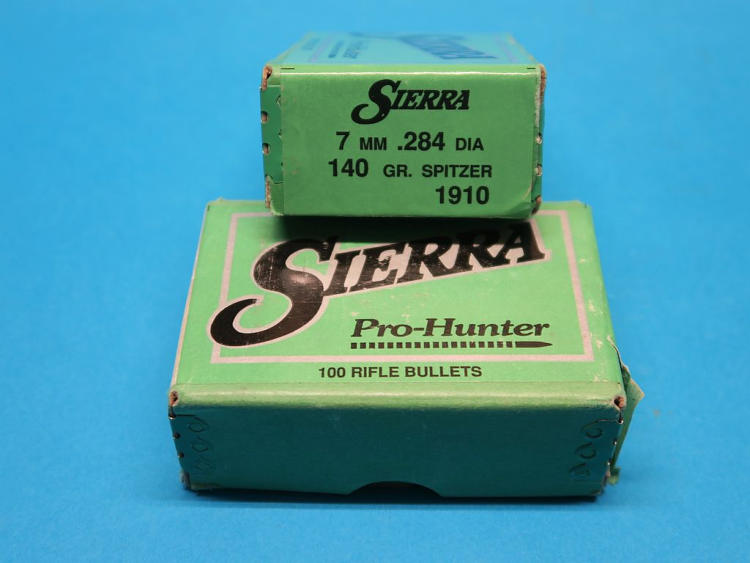 SIERRA
7 MM .284 DIA
140 GR. SPITZER
1910
SIERRA
Pro-Hunter
100 RIFLE BULLETS